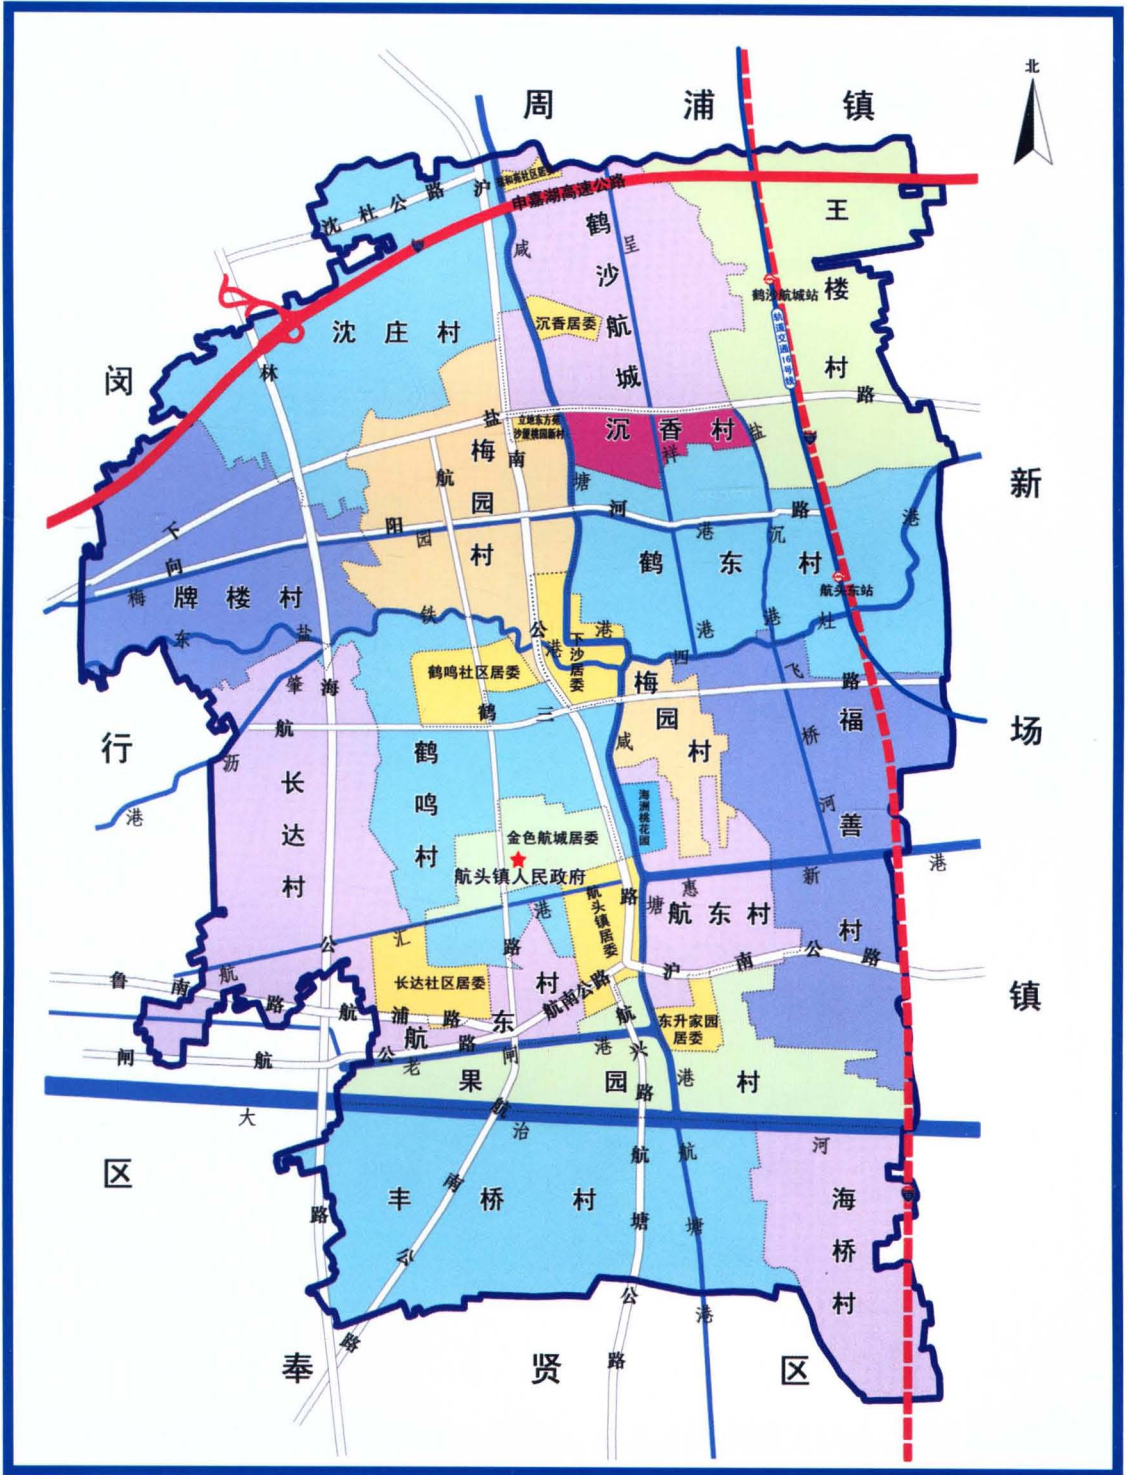 北
周浦镇
闵行区
新场镇
奉贤区
沈杜公路
沪南公路
申嘉湖高速公路
鹤沙航城
咸塘港
呈祥港
王楼村
鹤沙航城站
轨道交通16号线
沉香居委
沈庄村
林海公路
下盐路
沉香村
盐
梅园村
航
园
阳
向
河
路
港
沉
港
鹤东村
航头东站
牌楼村
梅
东
盐
铁
港
港
港
四
灶
港
下沙居委
鹤鸣社区居委
肇
沥
港
航
鹤
三
路
梅园村
飞
桥
河
福善村
长达村
鹤鸣村
咸
塘
海洲桃花园
金色航城居委
航头镇人民政府
航头镇居委
惠
新
港
航东村
汇
港
航
路
长达社区居委
航东村
航南公路
沪南公路
鲁南路
航浦路
东升家园居委
闸航公路
老
闸
港
航兴路
港
果园村
大治河
航
塘
港
丰桥村
航南公路
航塘公路
海桥村